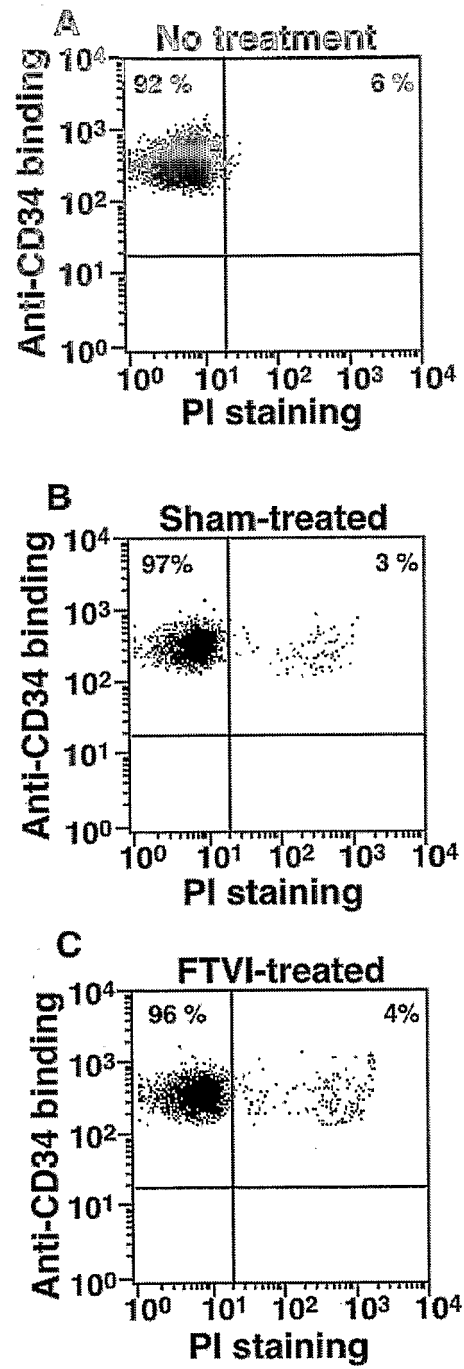 A
No treatment
Anti-CD34 binding
10⁴
10³
10²
10¹
10⁰
92 %
6 %
10⁰ 10¹ 10² 10³ 10⁴
PI staining
B
Sham-treated
Anti-CD34 binding
10⁴
10³
10²
10¹
10⁰
97%
3 %
10⁰ 10¹ 10² 10³ 10⁴
PI staining
C
FTVI-treated
Anti-CD34 binding
10⁴
10³
10²
10¹
10⁰
96 %
4%
10⁰ 10¹ 10² 10³ 10⁴
PI staining